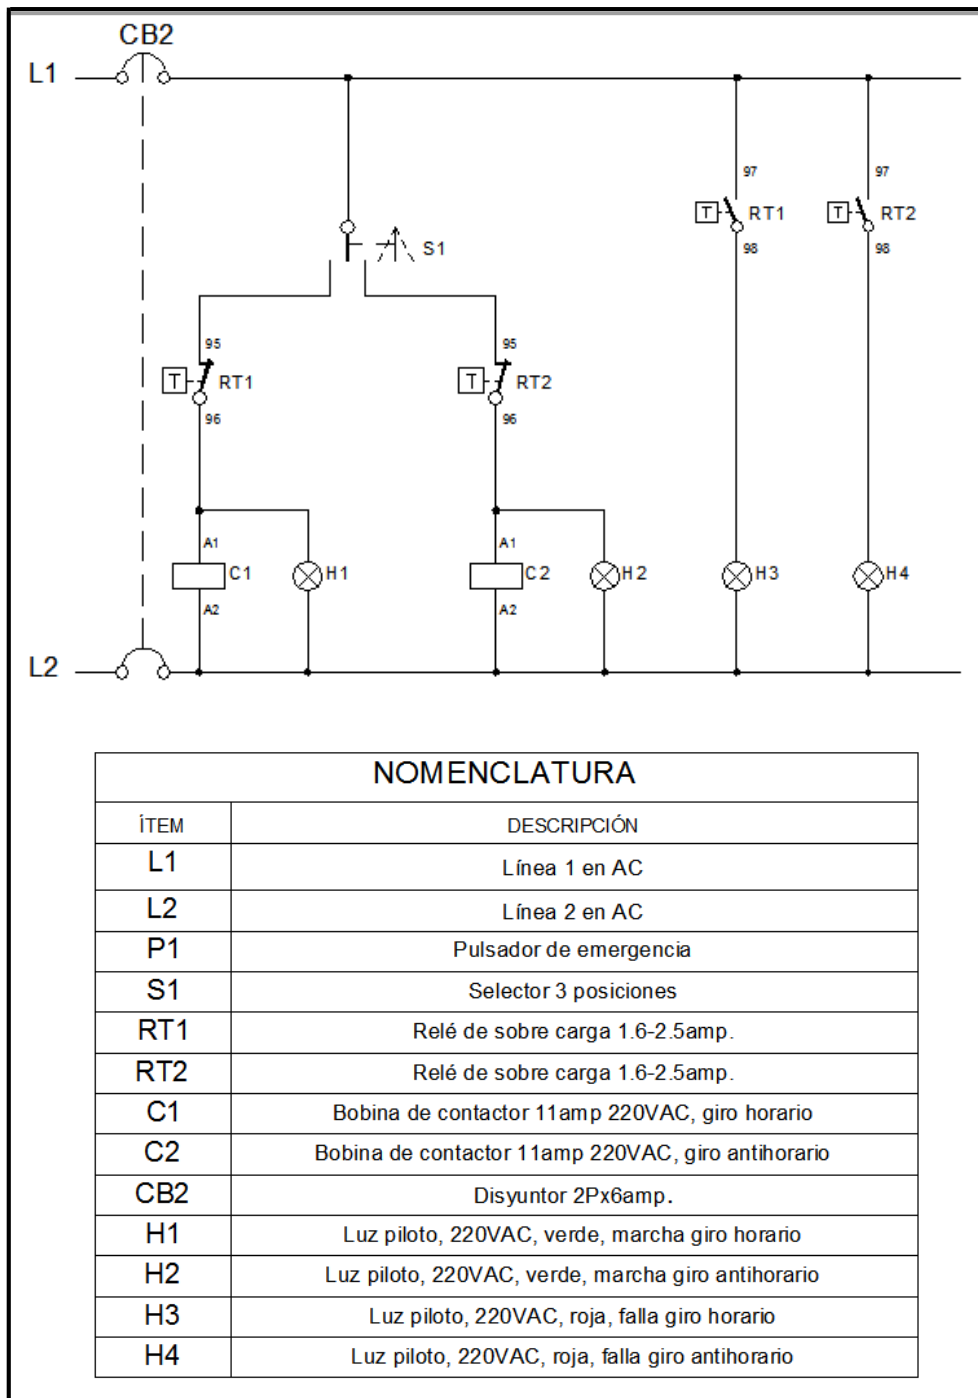 CB2
L1
97
97
T
RT1
T
RT2
98
98
S1
95
95
T
RT1
T
RT2
96
96
A1
A1
C1
H1
C2
H2
H3
H4
A2
A2
L2
NOMENCLATURA
ÍTEM DESCRIPCIÓN
L1 Línea 1 en AC
L2 Línea 2 en AC
P1 Pulsador de emergencia
S1 Selector 3 posiciones
RT1 Relé de sobre carga 1.6-2.5amp.
RT2 Relé de sobre carga 1.6-2.5amp.
C1 Bobina de contactor 11amp 220VAC, giro horario
C2 Bobina de contactor 11amp 220VAC, giro antihorario
CB2 Disyuntor 2Px6amp.
H1 Luz piloto, 220VAC, verde, marcha giro horario
H2 Luz piloto, 220VAC, verde, marcha giro antihorario
H3 Luz piloto, 220VAC, roja, falla giro horario
H4 Luz piloto, 220VAC, roja, falla giro antihorario